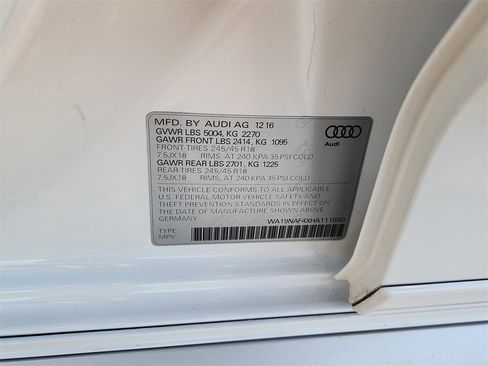 MFD. BY AUDI AG 12 16
GVWR LBS 5004, KG 2270
GAWR FRONT LBS 2414, KG 1095
FRONT-TIRES 245/45 R18
7,5JX18 RIMS, AT 240 KPA 35 PSI COLD
GAWR REAR LBS 2701, KG 1225
REAR-TIRES 245/45 R18
7,5JX18 RIMS, AT 240 KPA 35 PSI COLD
THIS VEHICLE CONFORMS TO ALL APPLICABLE
U.S. FEDERAL MOTOR VEHICLE SAFETY AND
THEFT PREVENTION STANDARDS IN EFFECT ON
THE DATE OF MANUFACTURE SHOWN ABOVE
GERMANY
WA19NAF4XHA111650
TYPE:
MPV
Audi